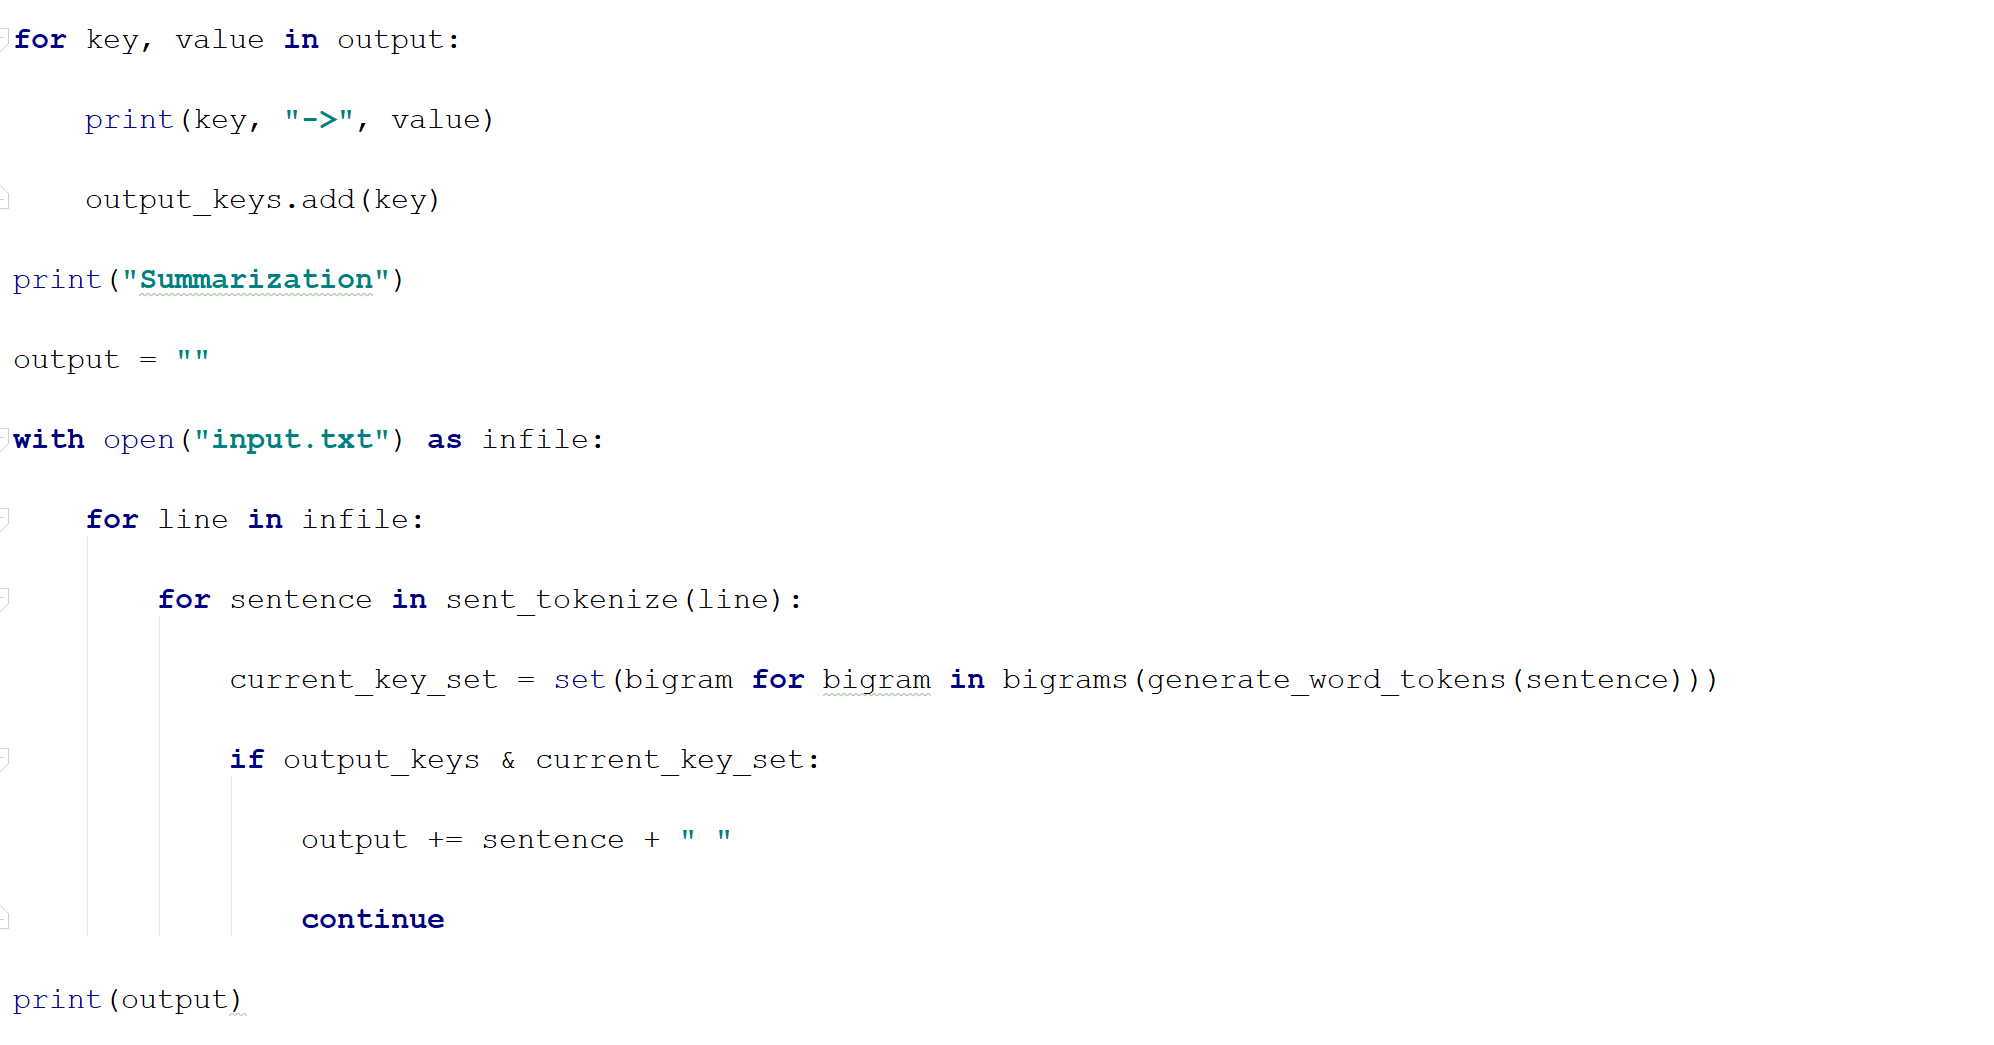 for key, value in output:
    print(key, "->", value)
    output_keys.add(key)
print("Summarization")
output = ""
with open("input.txt") as infile:
    for line in infile:
        for sentence in sent_tokenize(line):
            current_key_set = set(bigram for bigram in bigrams(generate_word_tokens(sentence)))
            if output_keys & current_key_set:
                output += sentence + " "
                continue
print(output)